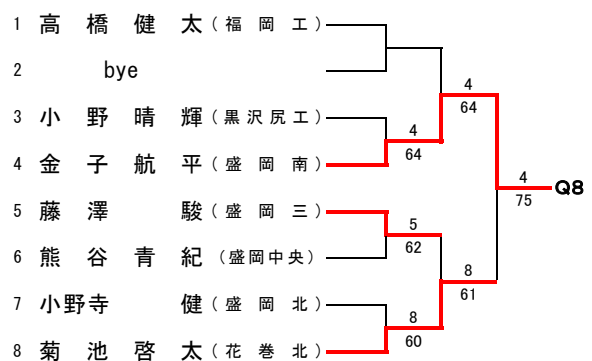 1 高橋健太（福岡工）
2 bye
3 小野晴輝（黒沢尻工）
4 金子航平（盛岡南）
5 藤澤駿（盛岡三）
6 熊谷青紀（盛岡中央）
7 小野寺健（盛岡北）
8 菊池啓太（花巻北）
4
64
5
62
8
60
4
64
8
61
4
75
Q8